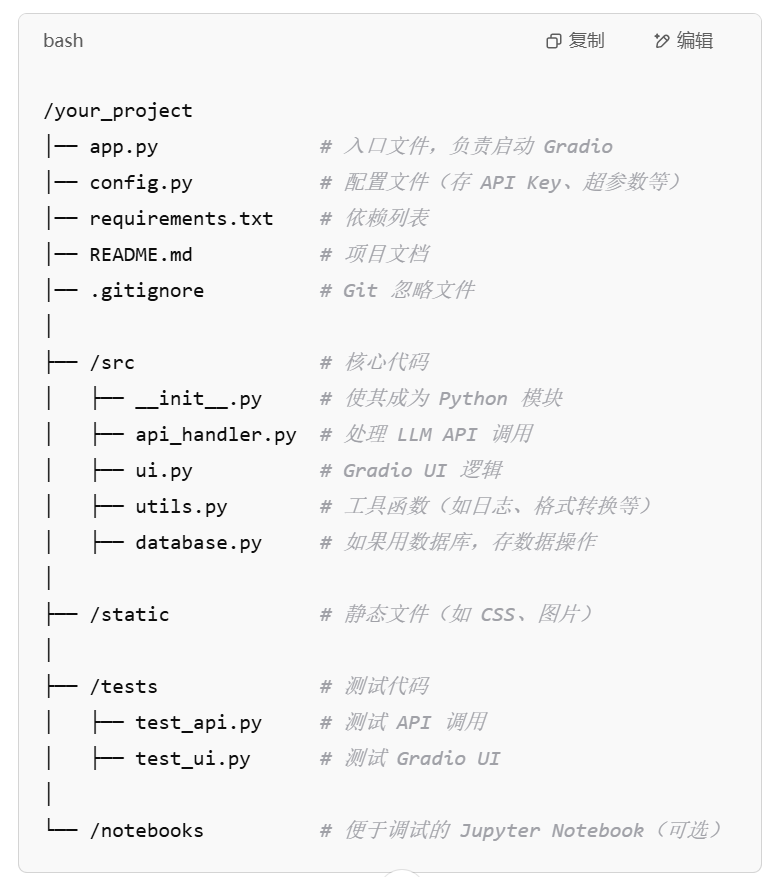 bash 复制 编辑
/your_project
│── app.py # 入口文件，负责启动 Gradio
│── config.py # 配置文件（存 API Key、超参数等）
│── requirements.txt # 依赖列表
│── README.md # 项目文档
│── .gitignore # Git 忽略文件
│
├── /src # 核心代码
│ ├── __init__.py # 使其成为 Python 模块
│ ├── api_handler.py # 处理 LLM API 调用
│ ├── ui.py # Gradio UI 逻辑
│ ├── utils.py # 工具函数（如日志、格式转换等）
│ ├── database.py # 如果用数据库，存数据操作
│
├── /static # 静态文件（如 CSS、图片）
│
├── /tests # 测试代码
│ ├── test_api.py # 测试 API 调用
│ ├── test_ui.py # 测试 Gradio UI
│
└── /notebooks # 便于调试的 Jupyter Notebook（可选）